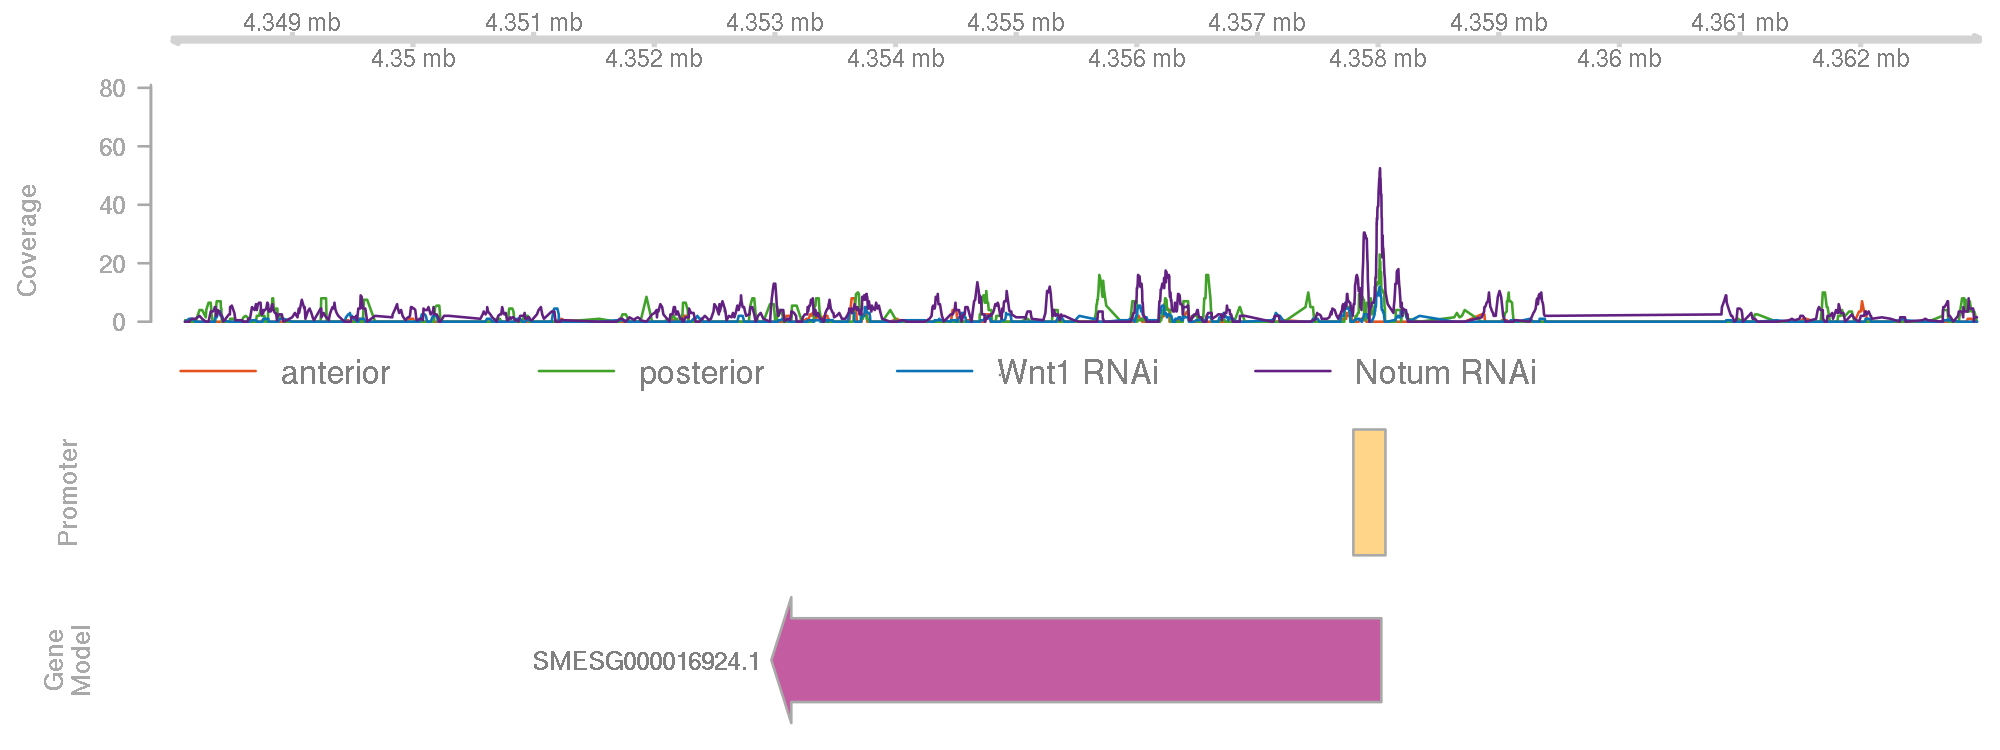 4.349 mb 4.351 mb 4.353 mb 4.355 mb 4.357 mb 4.359 mb 4.361 mb
4.35 mb 4.352 mb 4.354 mb 4.356 mb 4.358 mb 4.36 mb 4.362 mb
80
60
40
20
0
Coverage
anterior posterior Wnt1 RNAi Notum RNAi
Promoter
0
Gene
Model
SMESG000016924.1